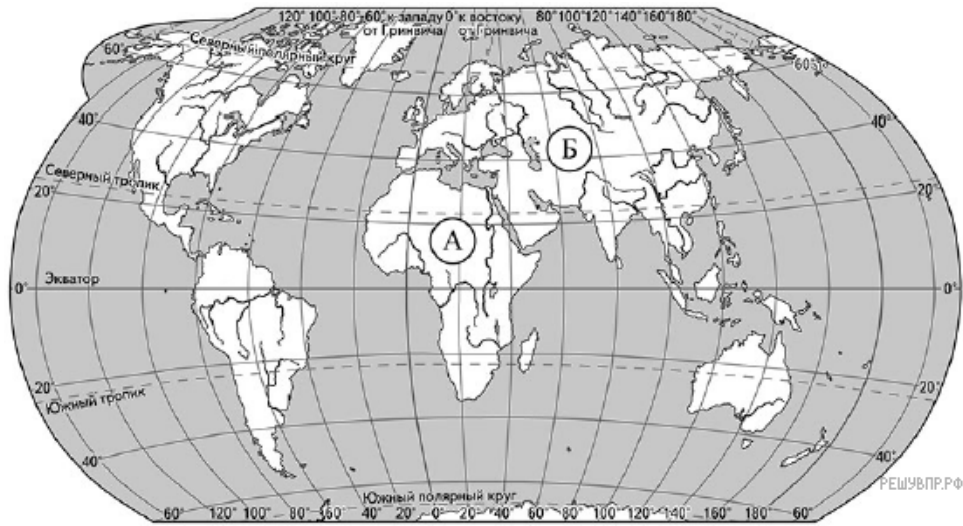 120° 100° 80° 60° к западу 0° к востоку 80° 100° 120° 140° 160° 180°
от Гринвича от Гринвича
60° Северный полярный круг 60°
40° 40°
Б
Северный тропик
20° 20°
А
Экватор
0° 0°
20° 20°
Южный тропик
40° 40°
РЕШУВПР.РФ
Южный полярный круг
60° 120° 100° 80° 60° 40° 20° 0° 20° 40° 60° 80° 100° 120° 140° 160° 60°